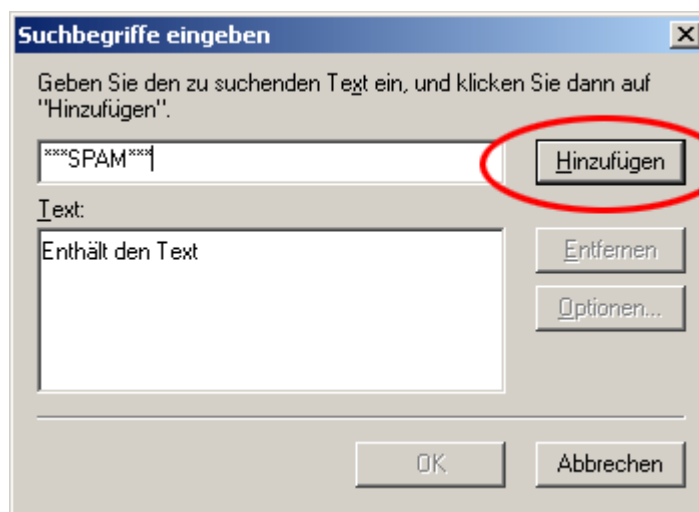 Suchbegriffe eingeben
Geben Sie den zu suchenden Text ein, und klicken Sie dann auf
"Hinzufügen".
***SPAM***
Hinzufügen
Text:
Enthält den Text
Entfernen
Optionen...
OK
Abbrechen